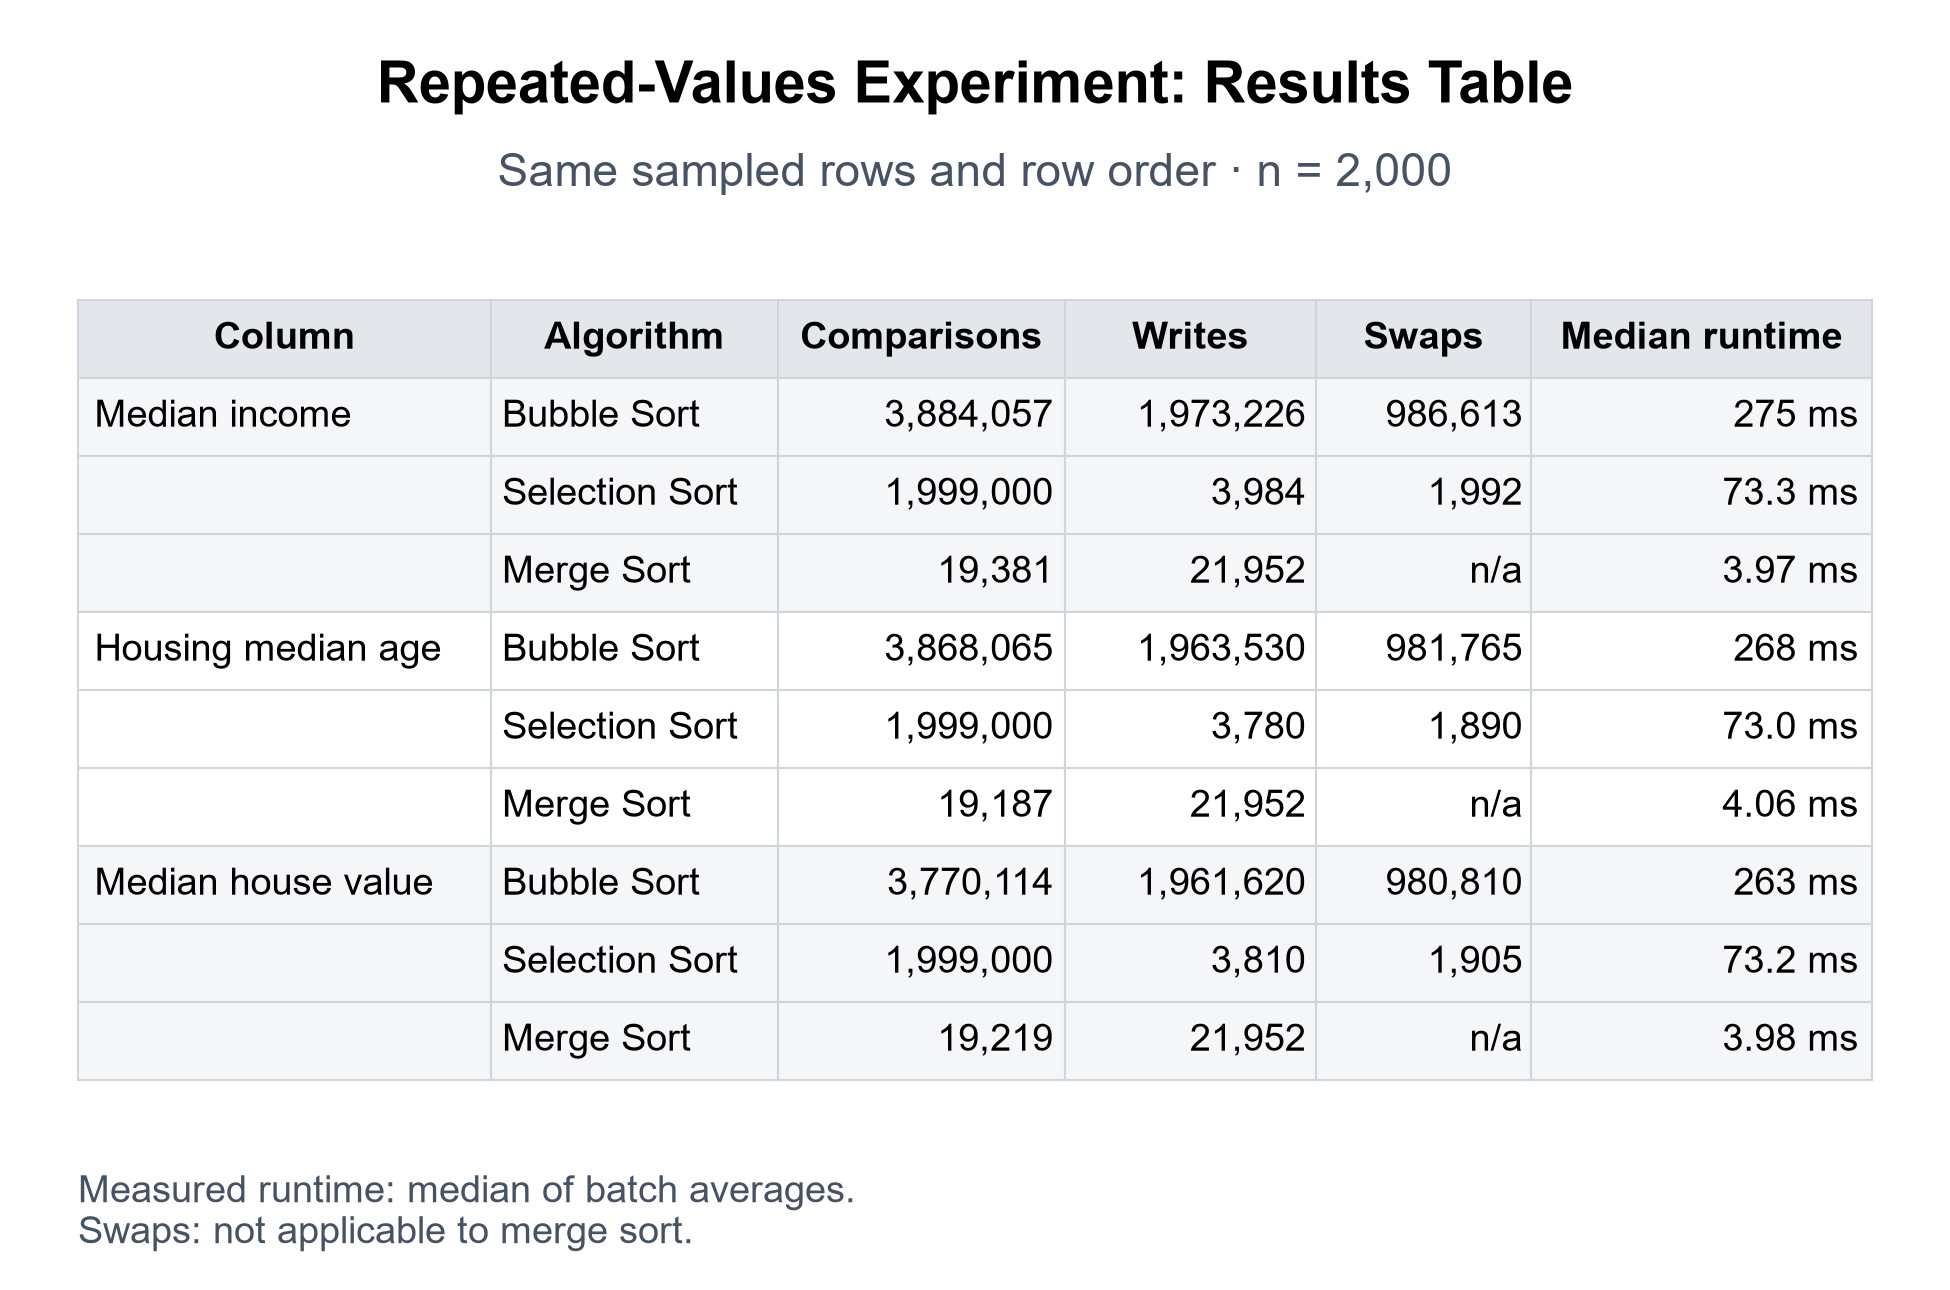 Repeated-Values Experiment: Results Table
Same sampled rows and row order · n = 2,000
Column Algorithm Comparisons Writes Swaps Median runtime
Median income Bubble Sort 3,884,057 1,973,226 986,613 275 ms
Selection Sort 1,999,000 3,984 1,992 73.3 ms
Merge Sort 19,381 21,952 n/a 3.97 ms
Housing median age Bubble Sort 3,868,065 1,963,530 981,765 268 ms
Selection Sort 1,999,000 3,780 1,890 73.0 ms
Merge Sort 19,187 21,952 n/a 4.06 ms
Median house value Bubble Sort 3,770,114 1,961,620 980,810 263 ms
Selection Sort 1,999,000 3,810 1,905 73.2 ms
Merge Sort 19,219 21,952 n/a 3.98 ms
Measured runtime: median of batch averages.
Swaps: not applicable to merge sort.